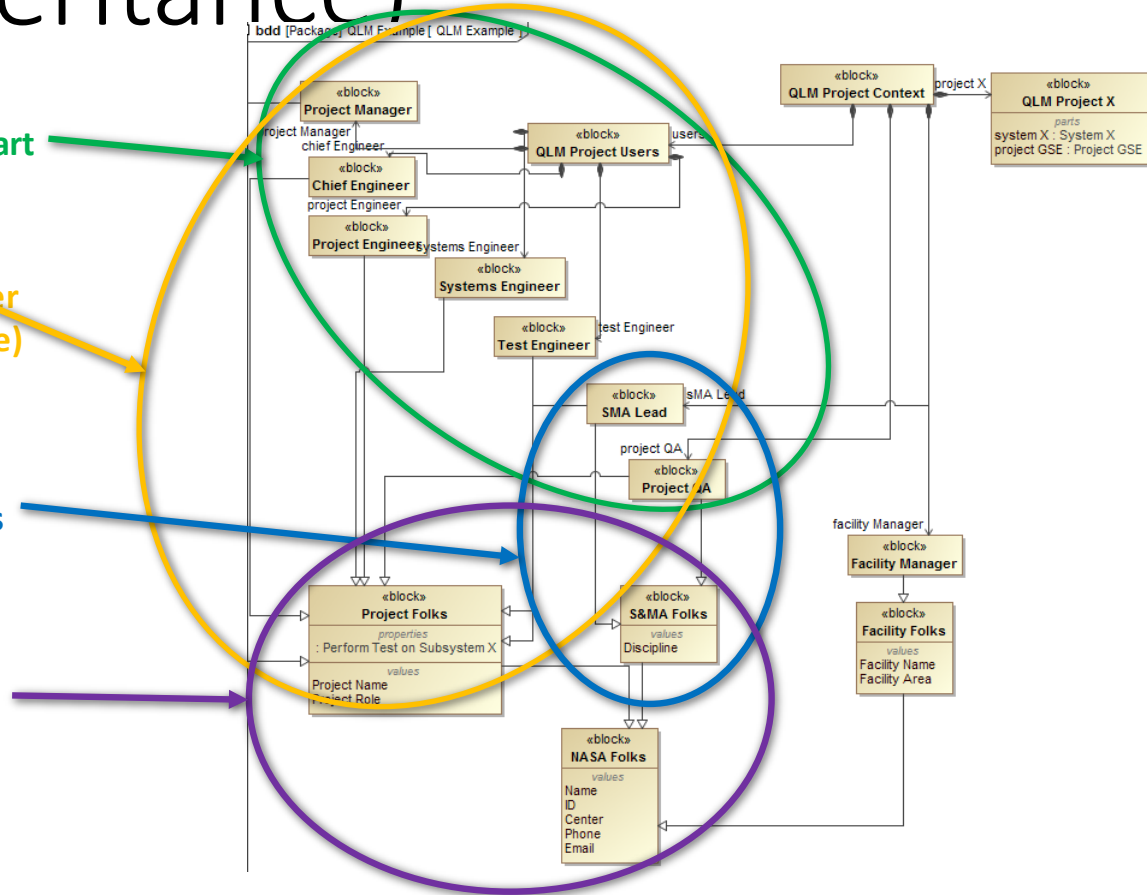 bdd [Package] QLM Example [ QLM Example ]
«block»
Project Manager
project Manager
chief Engineer
«block»
Chief Engineer
project Engineer
«block»
Project Engineer
systems Engineer
«block»
Systems Engineer
«block»
QLM Project Users
users
«block»
QLM Project Context
project X
«block»
QLM Project X
parts
system X : System X
project GSE : Project GSE
«block»
Test Engineer
test Engineer
«block»
SMA Lead
sMA Lead
project QA
«block»
Project QA
facility Manager
«block»
Facility Manager
«block»
Project Folks
properties
: Perform Test on Subsystem X
values
Project Name
Project Role
«block»
S&MA Folks
values
Discipline
«block»
Facility Folks
values
Facility Name
Facility Area
«block»
NASA Folks
values
Name
ID
Center
Phone
Email